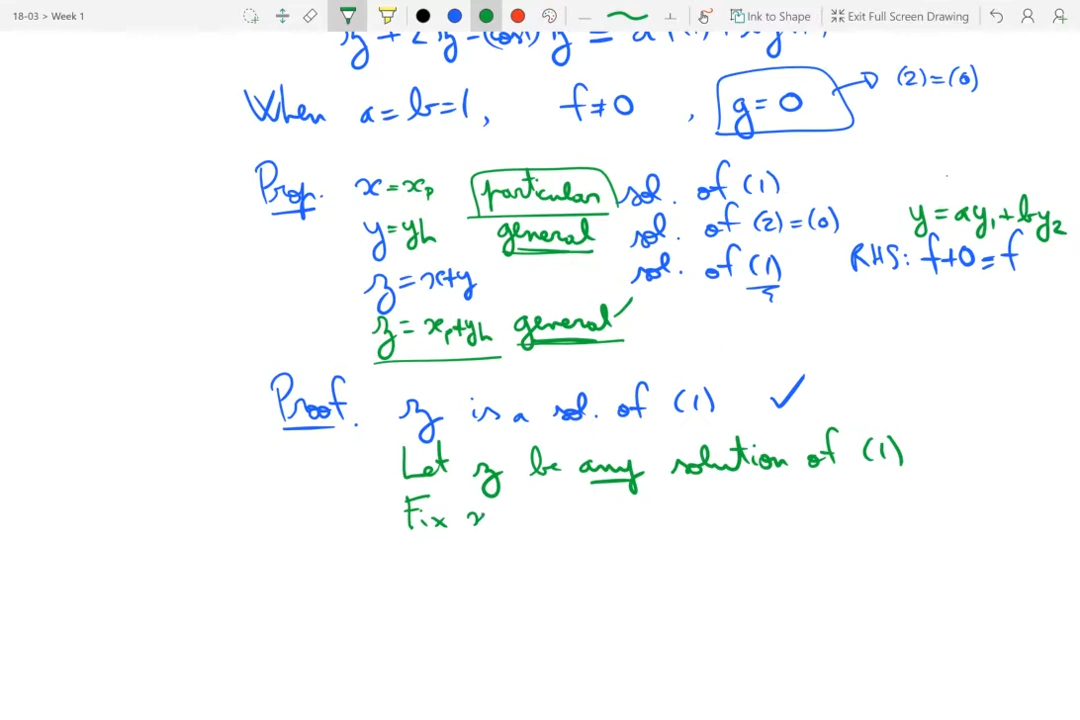 18-03 > Week 1
Ink to Shape
Exit Full Screen Drawing
When a = b = 1, f ≠ 0, g = 0 → (2) = (0)
Prop. x = xp particular sol. of (1)
y = yh general sol. of (2) = (0)
y = ay1 + by2
z = x+y sol. of (1)
RHS: f+0 = f
z = xp+yh general ✓
Proof. z is a sol. of (1) ✓
Let z be any solution of (1)
Fix